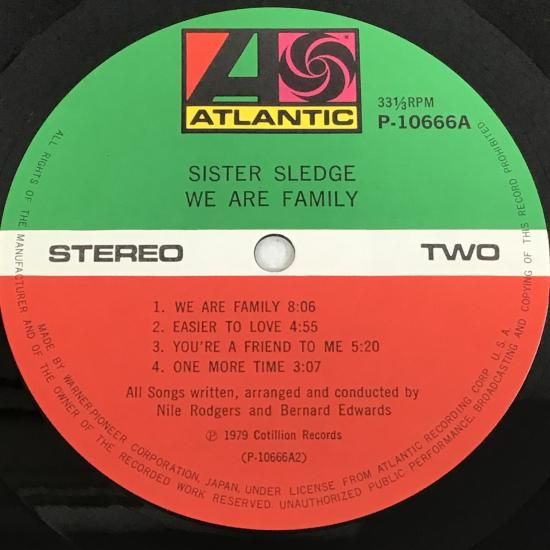 ATLANTIC
33⅓RPM
P-10666A
SISTER SLEDGE
WE ARE FAMILY
STEREO
TWO
1. WE ARE FAMILY 8:06
2. EASIER TO LOVE 4:55
3. YOU'RE A FRIEND TO ME 5:20
4. ONE MORE TIME 3:07
All Songs written, arranged and conducted by
Nile Rodgers and Bernard Edwards
℗ 1979 Cotillion Records
(P-10666A2)
MADE BY WARNER-PIONEER CORPORATION, JAPAN, UNDER LICENSE FROM ATLANTIC RECORDING CORP. U.S.A.
ALL RIGHTS OF THE MANUFACTURER AND OF THE OWNER OF THE RECORDED WORK RESERVED. UNAUTHORIZED PUBLIC PERFORMANCE, BROADCASTING AND COPYING OF THIS RECORD PROHIBITED